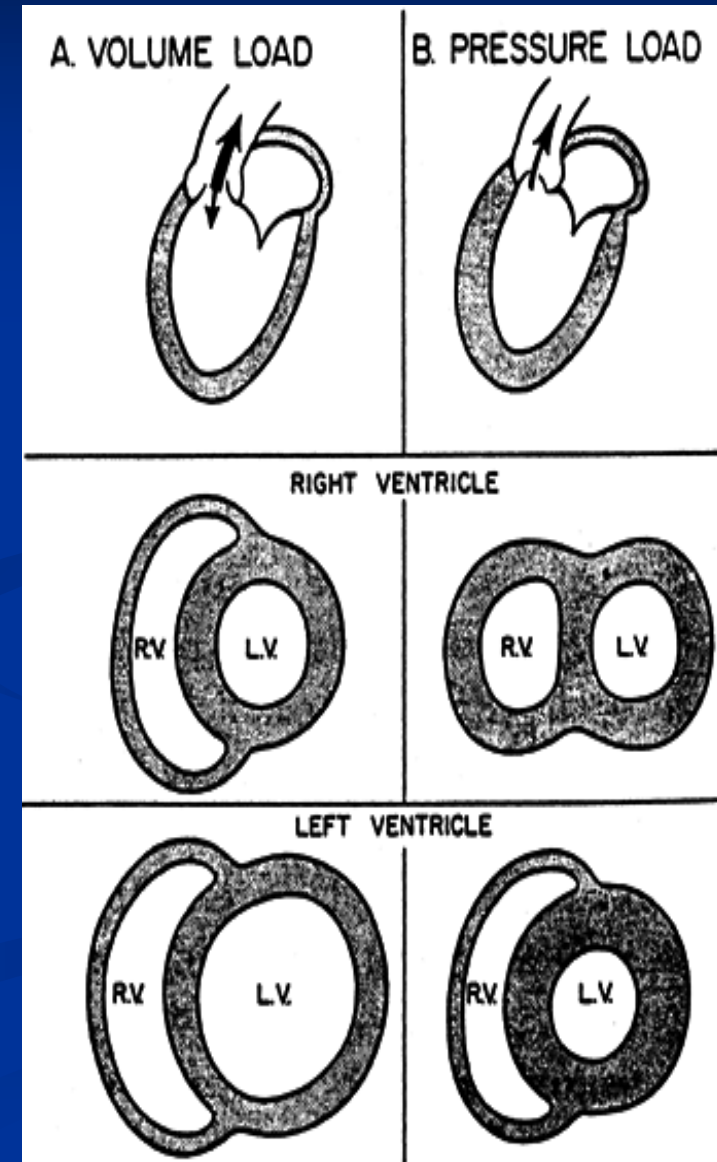 A. VOLUME LOAD
B. PRESSURE LOAD
RIGHT VENTRICLE
R.V.
L.V.
R.V.
L.V.
LEFT VENTRICLE
R.V.
L.V.
R.V.
L.V.